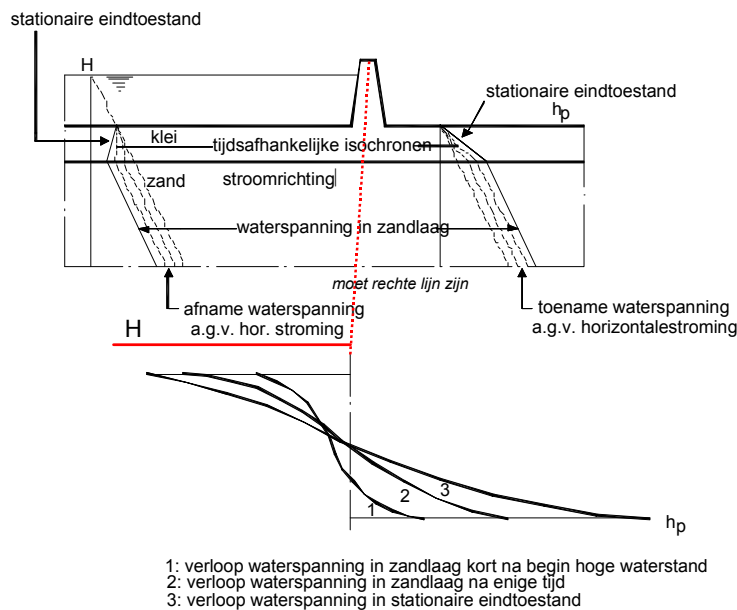 stationaire eindtoestand
H
stationaire eindtoestand
hp
klei
tijdsafhankelijke isochronen
zand
stroomrichting
waterspanning in zandlaag
moet rechte lijn zijn
afname waterspanning
a.g.v. hor. stroming
toename waterspanning
a.g.v. horizontalestroming
H
1
2
3
hp
1: verloop waterspanning in zandlaag kort na begin hoge waterstand
2: verloop waterspanning in zandlaag na enige tijd
3: verloop waterspanning in stationaire eindtoestand